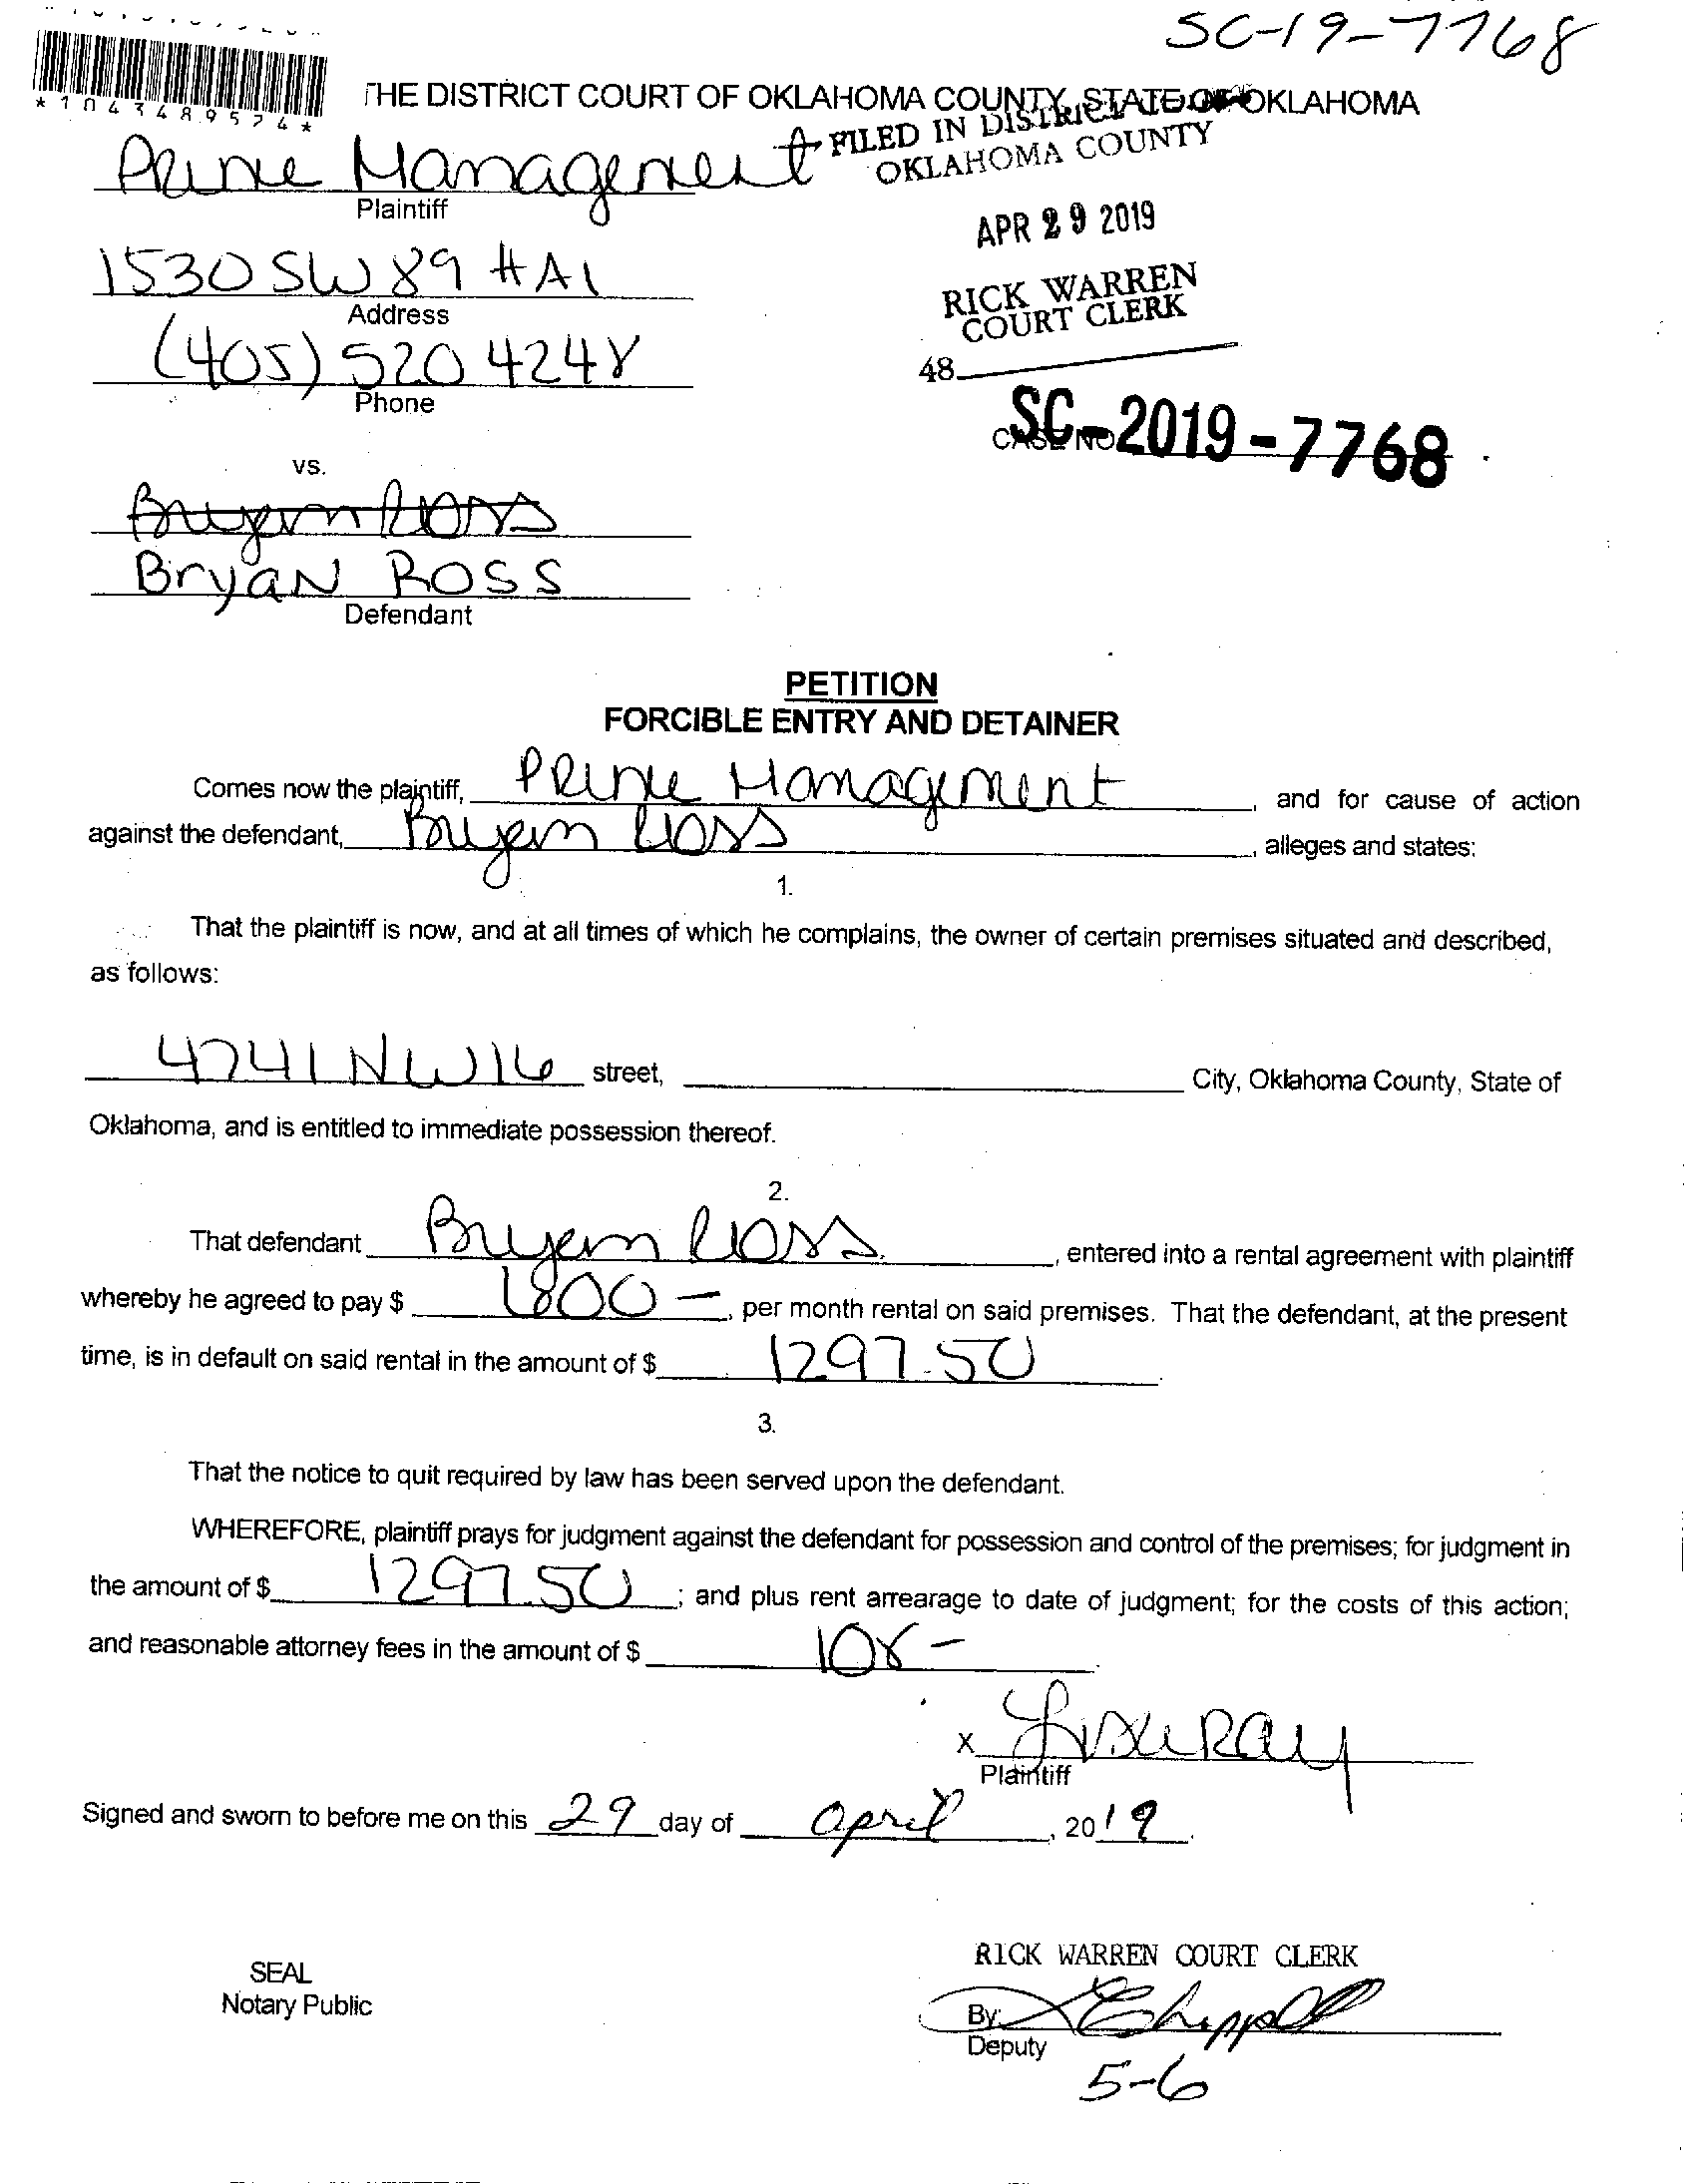 SC-19-7768
*1043489574*
THE DISTRICT COURT OF OKLAHOMA COUNTY, STATE OF OKLAHOMA
FILED IN DISTRICT
OKLAHOMA COUNTY
Management
Plaintiff
APR 29 2019
1530 SW 89 #A1
Address
RICK WARREN
COURT CLERK
(405) 520 4248
Phone
48
CASE NO. SC-2019-7768
vs.
Bryan Ross
Bryan Ross
Defendant
PETITION
FORCIBLE ENTRY AND DETAINER
Comes now the plaintiff, Management, and for cause of action
against the defendant, Bryan Ross, alleges and states:
1.
That the plaintiff is now, and at all times of which he complains, the owner of certain premises situated and described,
as follows:
4741 NW 16 street, City, Oklahoma County, State of
Oklahoma, and is entitled to immediate possession thereof.
2.
That defendant Bryan Ross, entered into a rental agreement with plaintiff
whereby he agreed to pay $ 800 -, per month rental on said premises. That the defendant, at the present
time, is in default on said rental in the amount of $ 1297.50.
3.
That the notice to quit required by law has been served upon the defendant.
WHEREFORE, plaintiff prays for judgment against the defendant for possession and control of the premises; for judgment in
the amount of $ 1297.50; and plus rent arrearage to date of judgment; for the costs of this action;
and reasonable attorney fees in the amount of $ 108 -
X
Plaintiff
Signed and sworn to before me on this 29 day of april, 2019.
SEAL
Notary Public
RICK WARREN COURT CLERK
By:
Deputy
5-6